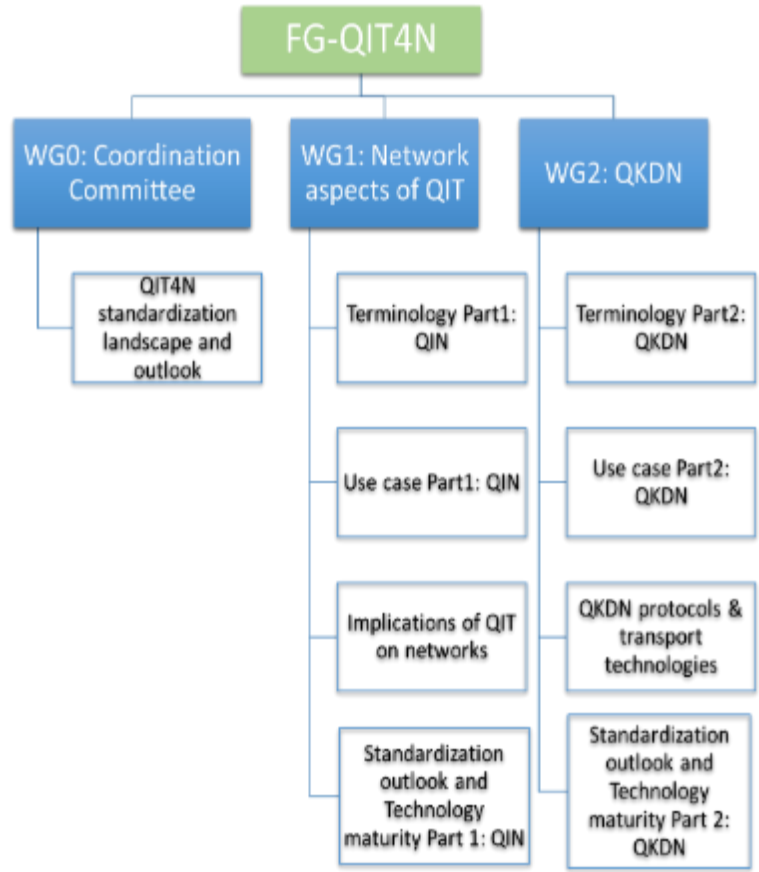 FG-QIT4N
WG0: Coordination
Committee
WG1: Network
aspects of QIT
WG2: QKDN
QIT4N
standardization
landscape and
outlook
Terminology Part1:
QIN
Terminology Part2:
QKDN
Use case Part1: QIN
Use case Part2:
QKDN
Implications of QIT
on networks
QKDN protocols &
transport
technologies
Standardization
outlook and
Technology
maturity Part 1: QIN
Standardization
outlook and
Technology
maturity Part 2:
QKDN